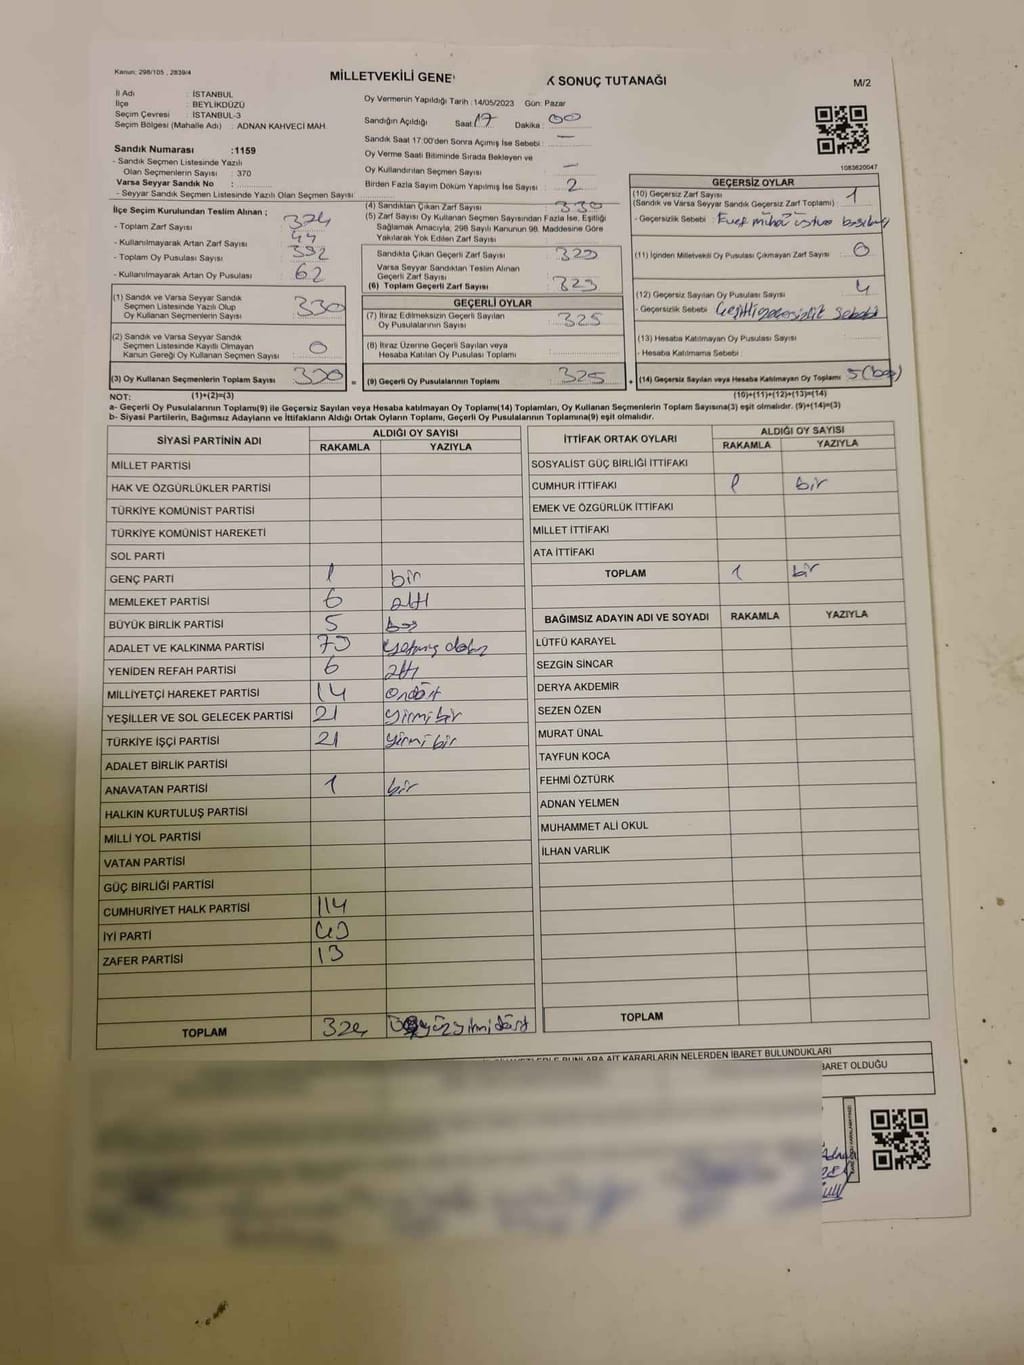 Kanun: 298/105 , 2839/4
MİLLETVEKİLİ GENE K SONUÇ TUTANAĞI
M/2
İl Adı : İSTANBUL
İlçe : BEYLİKDÜZÜ
Seçim Çevresi : İSTANBUL-3
Seçim Bölgesi (Mahalle Adı) : ADNAN KAHVECİ MAH.
Sandık Numarası :1159
- Sandık Seçmen Listesinde Yazılı
Olan Seçmenlerin Sayısı : 370
Varsa Seyyar Sandık No :
- Seyyar Sandık Seçmen Listesinde Yazılı Olan Seçmen Sayısı:
Oy Vermenin Yapıldığı Tarih :14/05/2023 Gün: Pazar
Sandığın Açıldığı Saat: 17 Dakika : 00
Sandık Saat 17:00'den Sonra Açımış İse Sebebi : —
Oy Verme Saati Bitiminde Sırada Bekleyen ve
Oy Kullandırılan Seçmen Sayısı : —
Birden Fazla Sayım Döküm Yapılmış İse Sayısı : 2
1083620047
İlçe Seçim Kurulundan Teslim Alınan ;
- Toplam Zarf Sayısı : 374
- Kullanılmayarak Artan Zarf Sayısı : 44
- Toplam Oy Pusulası Sayısı : 392
- Kullanılmayarak Artan Oy Pusulası : 62
(1) Sandık ve Varsa Seyyar Sandık
Seçmen Listesinde Yazılı Olup
Oy Kullanan Seçmenlerin Sayısı : 330
(2) Sandık ve Varsa Seyyar Sandık
Seçmen Listesinde Kayıtlı Olmayan
Kanun Gereği Oy Kullanan Seçmen Sayısı : 0
(3) Oy Kullanan Seçmenlerin Toplam Sayısı : 330 =
(4) Sandıktan Çıkan Zarf Sayısı : 330
(5) Zarf Sayısı Oy Kullanan Seçmen Sayısından Fazla İse, Eşitliği
Sağlamak Amacıyla, 298 Sayılı Kanunun 98. Maddesine Göre
Yakılarak Yok Edilen Zarf Sayısı :
Sandıkta Çıkan Geçerli Zarf Sayısı : 329
Varsa Seyyar Sandıktan Teslim Alınan
Geçerli Zarf Sayısı
(6) Toplam Geçerli Zarf Sayısı : 329
GEÇERLİ OYLAR
(7) İtiraz Edilmeksizin Geçerli Sayılan
Oy Pusulalarının Sayısı : 325
(8) İtiraz Üzerine Geçerli Sayılan veya
Hesaba Katılan Oy Pusulası Toplamı :
(9) Geçerli Oy Pusulalarının Toplamı : 325 +
GEÇERSİZ OYLAR
(10) Geçersiz Zarf Sayısı
(Sandık ve Varsa Seyyar Sandık Geçersiz Zarf Toplamı) : 1
- Geçersizlik Sebebi : Evet mührü üstüne
(11) İçinden Milletvekili Oy Pusulası Çıkmayan Zarf Sayısı : 0
(12) Geçersiz Sayılan Oy Pusulası Sayısı : 4
- Geçersizlik Sebebi : Çeşitli geçersizlik sebebi
(13) Hesaba Katılmayan Oy Pusulası Sayısı :
- Hesaba Katılmama Sebebi :
(14) Geçersiz Sayılan veya Hesaba Katılmayan Oy Toplamı : 5 (beş)
NOT: (1)+(2)=(3) (10)+(11)+(12)+(13)=(14)
a- Geçerli Oy Pusulalarının Toplamı(9) ile Geçersiz Sayılan veya Hesaba katılmayan Oy Toplamı(14) Toplamları, Oy Kullanan Seçmenlerin Toplam Sayısına(3) eşit olmalıdır. (9)+(14)=(3)
b- Siyasi Partilerin, Bağımsız Adayların ve İttifakların Aldığı Ortak Oyların Toplamı, Geçerli Oy Pusulalarının Toplamına(9) eşit olmalıdır.
SİYASİ PARTİNİN ADI ALDIĞI OY SAYISI
RAKAMLA YAZIYLA
MİLLET PARTİSİ
HAK VE ÖZGÜRLÜKLER PARTİSİ
TÜRKİYE KOMÜNİST PARTİSİ
TÜRKİYE KOMÜNİST HAREKETİ
SOL PARTİ
GENÇ PARTİ 1 bir
MEMLEKET PARTİSİ 6 altı
BÜYÜK BİRLİK PARTİSİ 5 beş
ADALET VE KALKINMA PARTİSİ 79 yetmiş dokuz
YENİDEN REFAH PARTİSİ 6 altı
MİLLİYETÇİ HAREKET PARTİSİ 14 Ondört
YEŞİLLER VE SOL GELECEK PARTİSİ 21 yirmibir
TÜRKİYE İŞÇİ PARTİSİ 21 yirmi bir
ADALET BİRLİK PARTİSİ
ANAVATAN PARTİSİ 1 bir
HALKIN KURTULUŞ PARTİSİ
MİLLİ YOL PARTİSİ
VATAN PARTİSİ
GÜÇ BİRLİĞİ PARTİSİ
CUMHURİYET HALK PARTİSİ 114
İYİ PARTİ
ZAFER PARTİSİ 13
TOPLAM 324 üçyüzyirmidört
İTTİFAK ORTAK OYLARI ALDIĞI OY SAYISI
RAKAMLA YAZIYLA
SOSYALİST GÜÇ BİRLİĞİ İTTİFAKI
CUMHUR İTTİFAKI 1 bir
EMEK VE ÖZGÜRLÜK İTTİFAKI
MİLLET İTTİFAKI
ATA İTTİFAKI
TOPLAM 1 bir
BAĞIMSIZ ADAYIN ADI VE SOYADI RAKAMLA YAZIYLA
LÜTFÜ KARAYEL
SEZGİN SİNCAR
DERYA AKDEMİR
SEZEN ÖZEN
MURAT ÜNAL
TAYFUN KOCA
FEHMİ ÖZTÜRK
ADNAN YELMEN
MUHAMMET ALİ OKUL
İLHAN VARLIK
TOPLAM
BUNLARA AİT KARARLARIN NELERDEN İBARET BULUNDUKLARI
BARET OLDUĞU